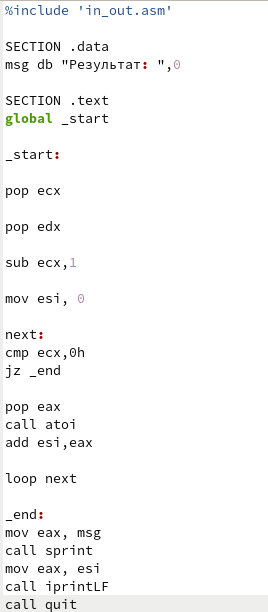 %include 'in_out.asm'
SECTION .data
msg db "Результат: ",0
SECTION .text
global _start
_start:
pop ecx
pop edx
sub ecx,1
mov esi, 0
next:
cmp ecx,0h
jz _end
pop eax
call atoi
add esi,eax
loop next
_end:
mov eax, msg
call sprint
mov eax, esi
call iprintLF
call quit